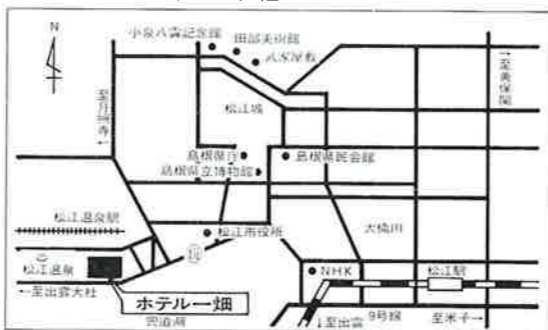 N
小泉八雲記念館
田部美術館
武家屋敷
至月照寺
↑
松江城
→至美保関
島根県庁
島根県立博物館
島根県民会館
松江温泉駅
松江市役所
大橋川
松江温泉
NHK
松江駅
←至出雲大社
ホテル一畑
宍道湖
↓至出雲
9号線
至米子→